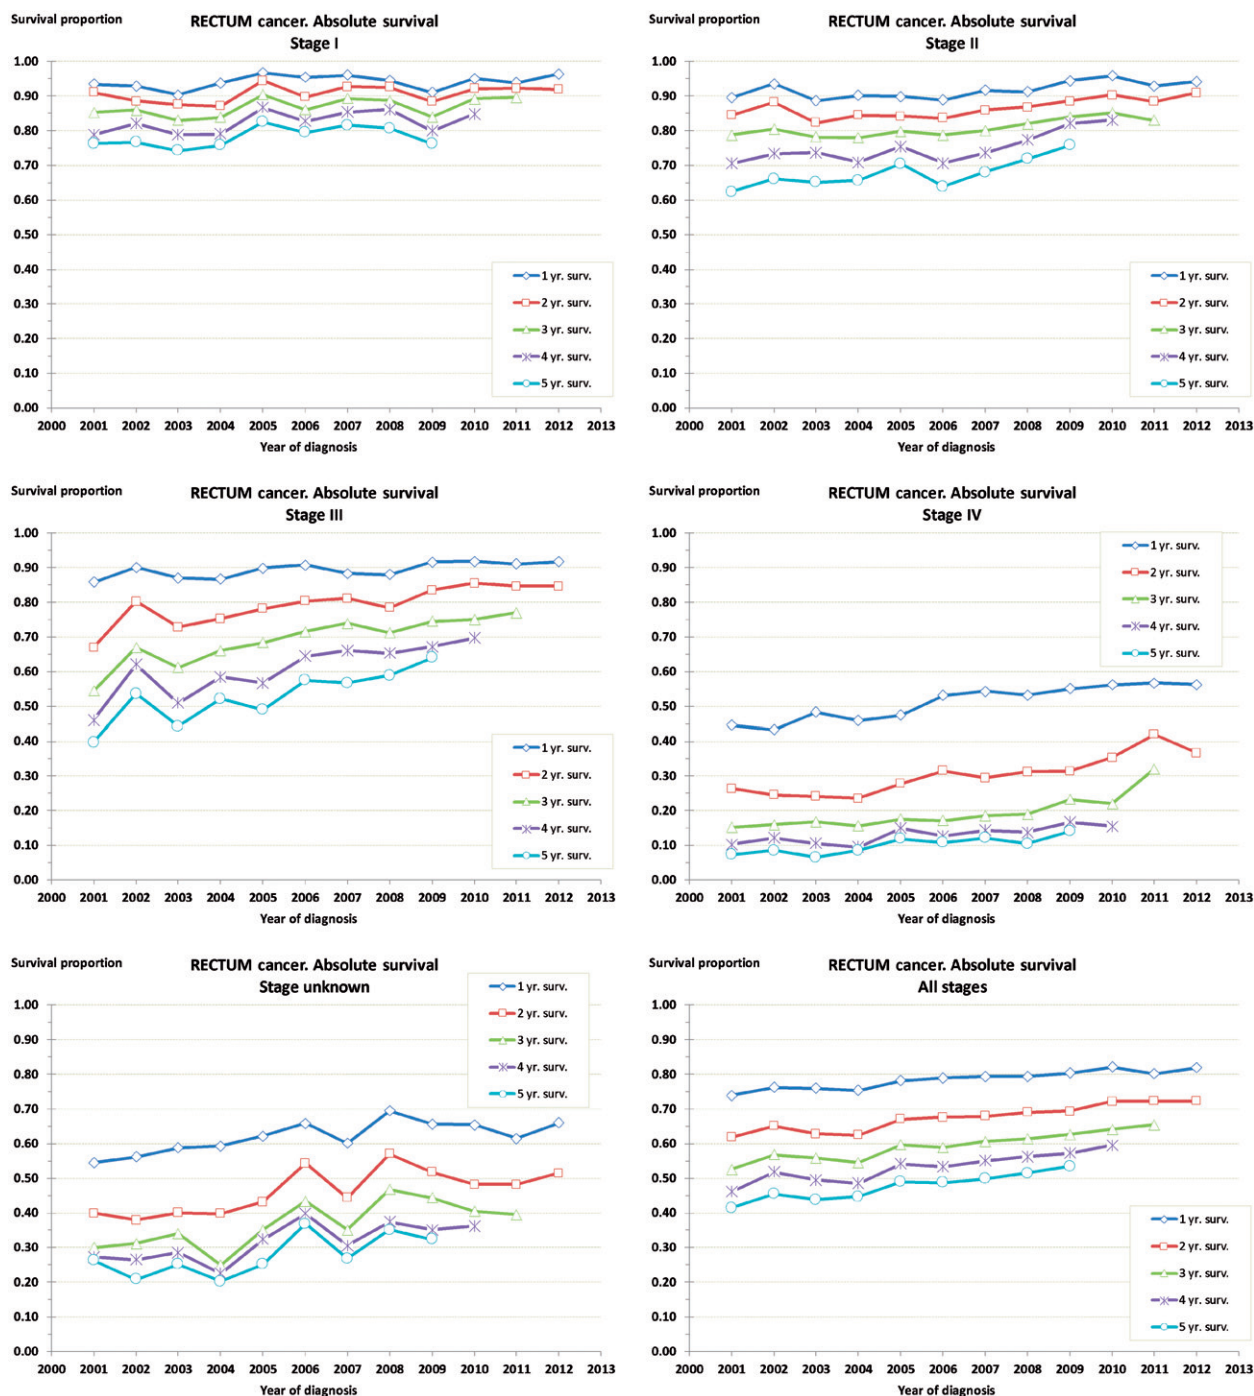 Survival proportion
RECTUM cancer. Absolute survival
Stage I
1.00
0.90
0.80
0.70
0.60
0.50
0.40
0.30
0.20
0.10
0.00
1 yr. surv.
2 yr. surv.
3 yr. surv.
4 yr. surv.
5 yr. surv.
2000 2001 2002 2003 2004 2005 2006 2007 2008 2009 2010 2011 2012 2013
Year of diagnosis
Survival proportion
RECTUM cancer. Absolute survival
Stage II
1.00
0.90
0.80
0.70
0.60
0.50
0.40
0.30
0.20
0.10
0.00
1 yr. surv.
2 yr. surv.
3 yr. surv.
4 yr. surv.
5 yr. surv.
2000 2001 2002 2003 2004 2005 2006 2007 2008 2009 2010 2011 2012 2013
Year of diagnosis
Survival proportion
RECTUM cancer. Absolute survival
Stage III
1.00
0.90
0.80
0.70
0.60
0.50
0.40
0.30
0.20
0.10
0.00
1 yr. surv.
2 yr. surv.
3 yr. surv.
4 yr. surv.
5 yr. surv.
2000 2001 2002 2003 2004 2005 2006 2007 2008 2009 2010 2011 2012 2013
Year of diagnosis
Survival proportion
RECTUM cancer. Absolute survival
Stage IV
1.00
0.90
0.80
0.70
0.60
0.50
0.40
0.30
0.20
0.10
0.00
1 yr. surv.
2 yr. surv.
3 yr. surv.
4 yr. surv.
5 yr. surv.
2000 2001 2002 2003 2004 2005 2006 2007 2008 2009 2010 2011 2012 2013
Year of diagnosis
Survival proportion
RECTUM cancer. Absolute survival
Stage unknown
1.00
0.90
0.80
0.70
0.60
0.50
0.40
0.30
0.20
0.10
0.00
1 yr. surv.
2 yr. surv.
3 yr. surv.
4 yr. surv.
5 yr. surv.
2000 2001 2002 2003 2004 2005 2006 2007 2008 2009 2010 2011 2012 2013
Year of diagnosis
Survival proportion
RECTUM cancer. Absolute survival
All stages
1.00
0.90
0.80
0.70
0.60
0.50
0.40
0.30
0.20
0.10
0.00
1 yr. surv.
2 yr. surv.
3 yr. surv.
4 yr. surv.
5 yr. surv.
2000 2001 2002 2003 2004 2005 2006 2007 2008 2009 2010 2011 2012 2013
Year of diagnosis